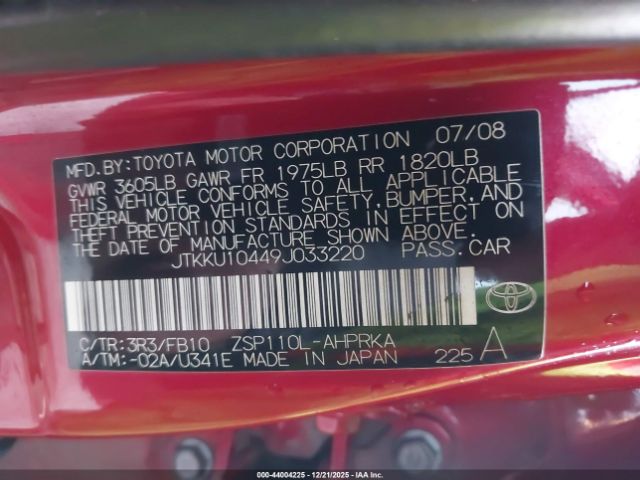 MFD.BY:TOYOTA MOTOR CORPORATION 07/08
GVWR 3605LB GAWR FR 1975LB RR 1820LB
THIS VEHICLE CONFORMS TO ALL APPLICABLE
FEDERAL MOTOR VEHICLE SAFETY,BUMPER,AND
THEFT PREVENTION STANDARDS IN EFFECT ON
THE DATE OF MANUFACTURE SHOWN ABOVE.
JTKKU10449J033220 PASS.CAR
C/TR:3R3/FB10 ZSP110L-AHPRKA
A/TM:-02A/U341E MADE IN JAPAN 225 A
000-44004225 - 12/21/2025 - IAA Inc.